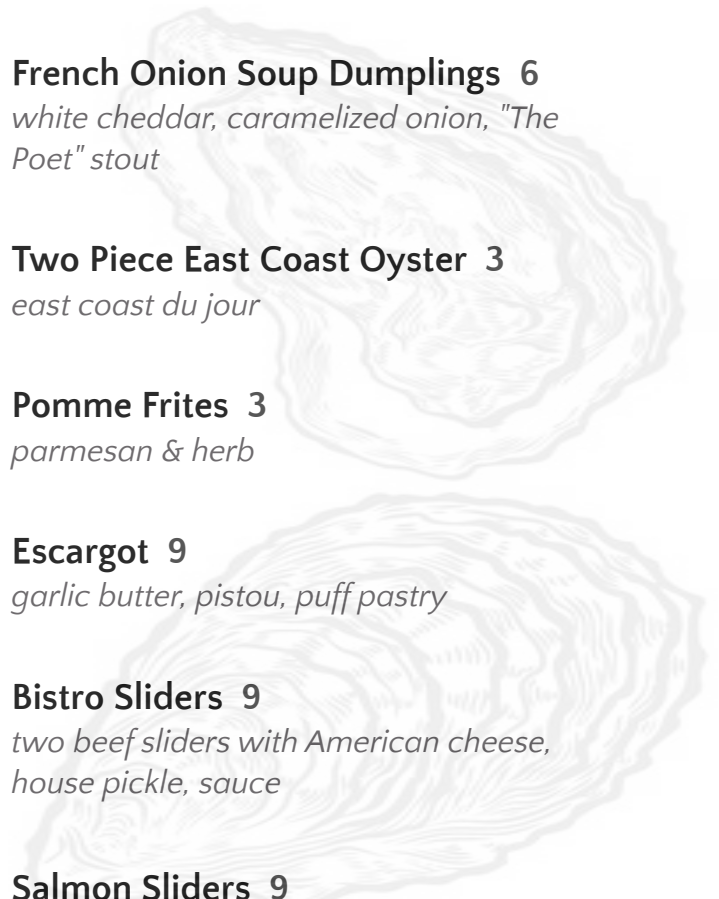 French Onion Soup Dumplings 6
white cheddar, caramelized onion, "The
Poet" stout
Two Piece East Coast Oyster 3
east coast du jour
Pomme Frites 3
parmesan & herb
Escargot 9
garlic butter, pistou, puff pastry
Bistro Sliders 9
two beef sliders with American cheese,
house pickle, sauce
Salmon Sliders 9